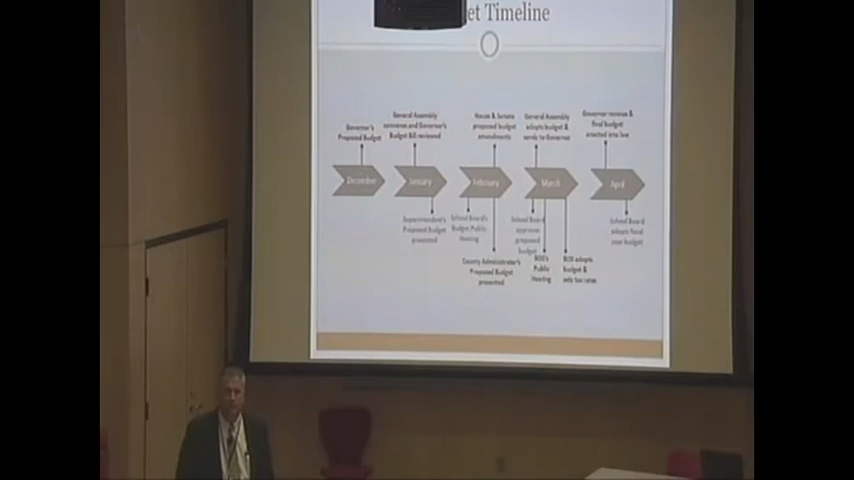 et Timeline
Governor's
Proposed Budget
General Assembly
convenes and Governor's
Budget Bill reviewed
House & Senate
proposed budget
amendments
General Assembly
adopts budget &
sends to Governor
Governor reviews &
final budget
enacted into law
December
January
February
March
April
Superintendent's
Proposed Budget
presented
School Board's
Budget Public
Hearing
County Administrator's
Proposed Budget
presented
School Board
approves
proposed
budget
BOS's
Public
Hearing
BOS adopts
budget &
sets tax rates
School Board
adopts fiscal
year budget